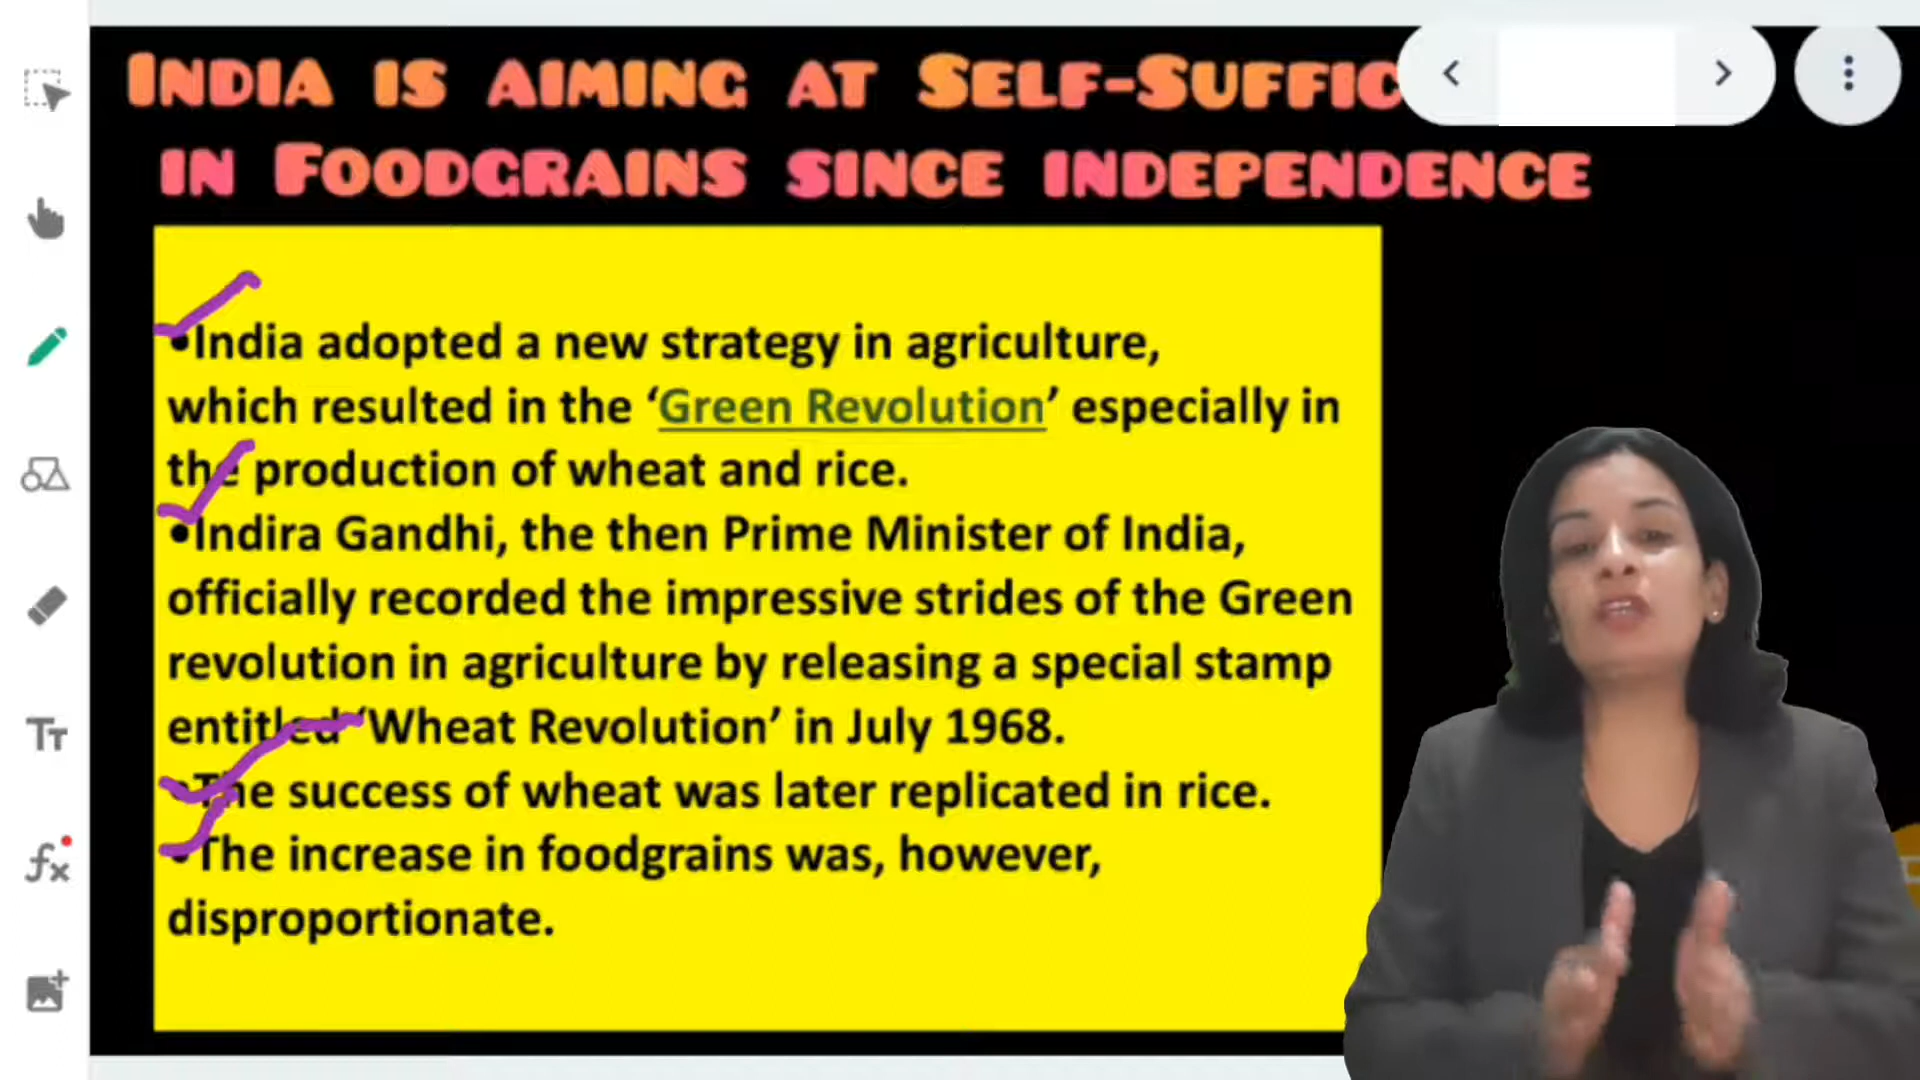 India is aiming at Self-Suffic
in Foodgrains since independence
•India adopted a new strategy in agriculture,
which resulted in the ‘Green Revolution’ especially in
the production of wheat and rice.
•Indira Gandhi, the then Prime Minister of India,
officially recorded the impressive strides of the Green
revolution in agriculture by releasing a special stamp
entitled ‘Wheat Revolution’ in July 1968.
•The success of wheat was later replicated in rice.
•The increase in foodgrains was, however,
disproportionate.
Tт
fx